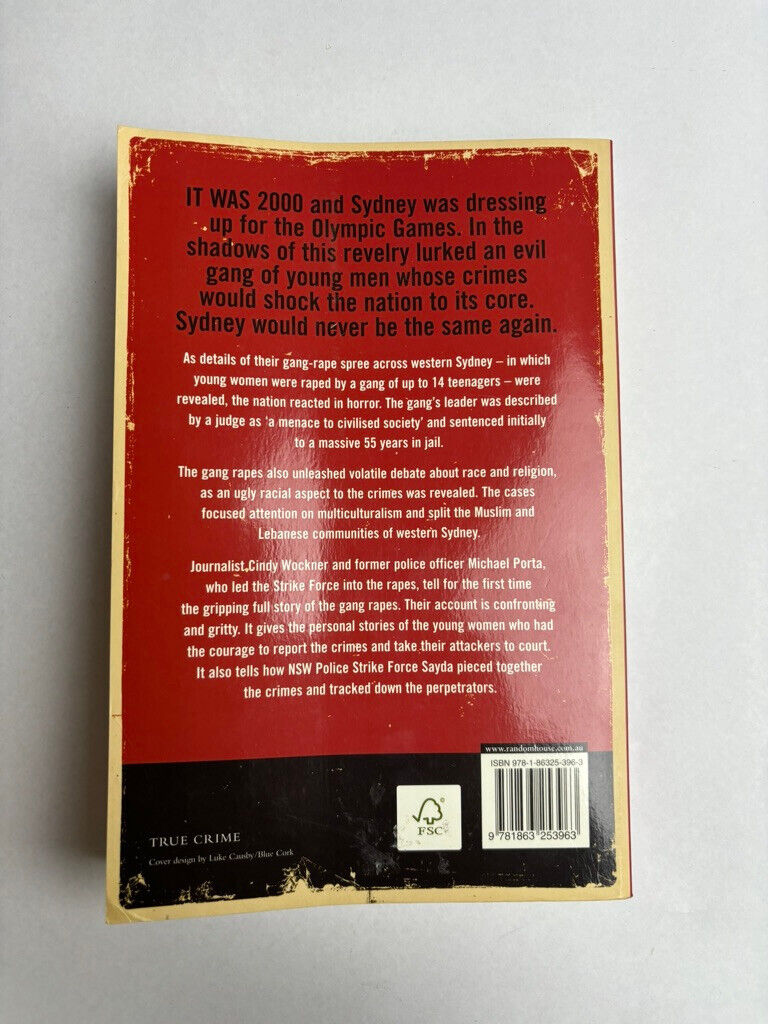 IT WAS 2000 and Sydney was dressing
up for the Olympic Games. In the
shadows of this revelry lurked an evil
gang of young men whose crimes
would shock the nation to its core.
Sydney would never be the same again.
As details of their gang-rape spree across western Sydney – in which
young women were raped by a gang of up to 14 teenagers – were
revealed, the nation reacted in horror. The gang's leader was described
by a judge as 'a menace to civilised society' and sentenced initially
to a massive 55 years in jail.
The gang rapes also unleashed volatile debate about race and religion,
as an ugly racial aspect to the crimes was revealed. The cases
focused attention on multiculturalism and split the Muslim and
Lebanese communities of western Sydney.
Journalist Cindy Wockner and former police officer Michael Porta,
who led the Strike Force into the rapes, tell for the first time
the gripping full story of the gang rapes. Their account is confronting
and gritty. It gives the personal stories of the young women who had
the courage to report the crimes and take their attackers to court.
It also tells how NSW Police Strike Force Sayda pieced together
the crimes and tracked down the perpetrators.
www.randomhouse.com.au
ISBN 978-1-86325-396-3
9 781863 253963
FSC
TRUE CRIME
Cover design by Luke Causby/Blue Cork